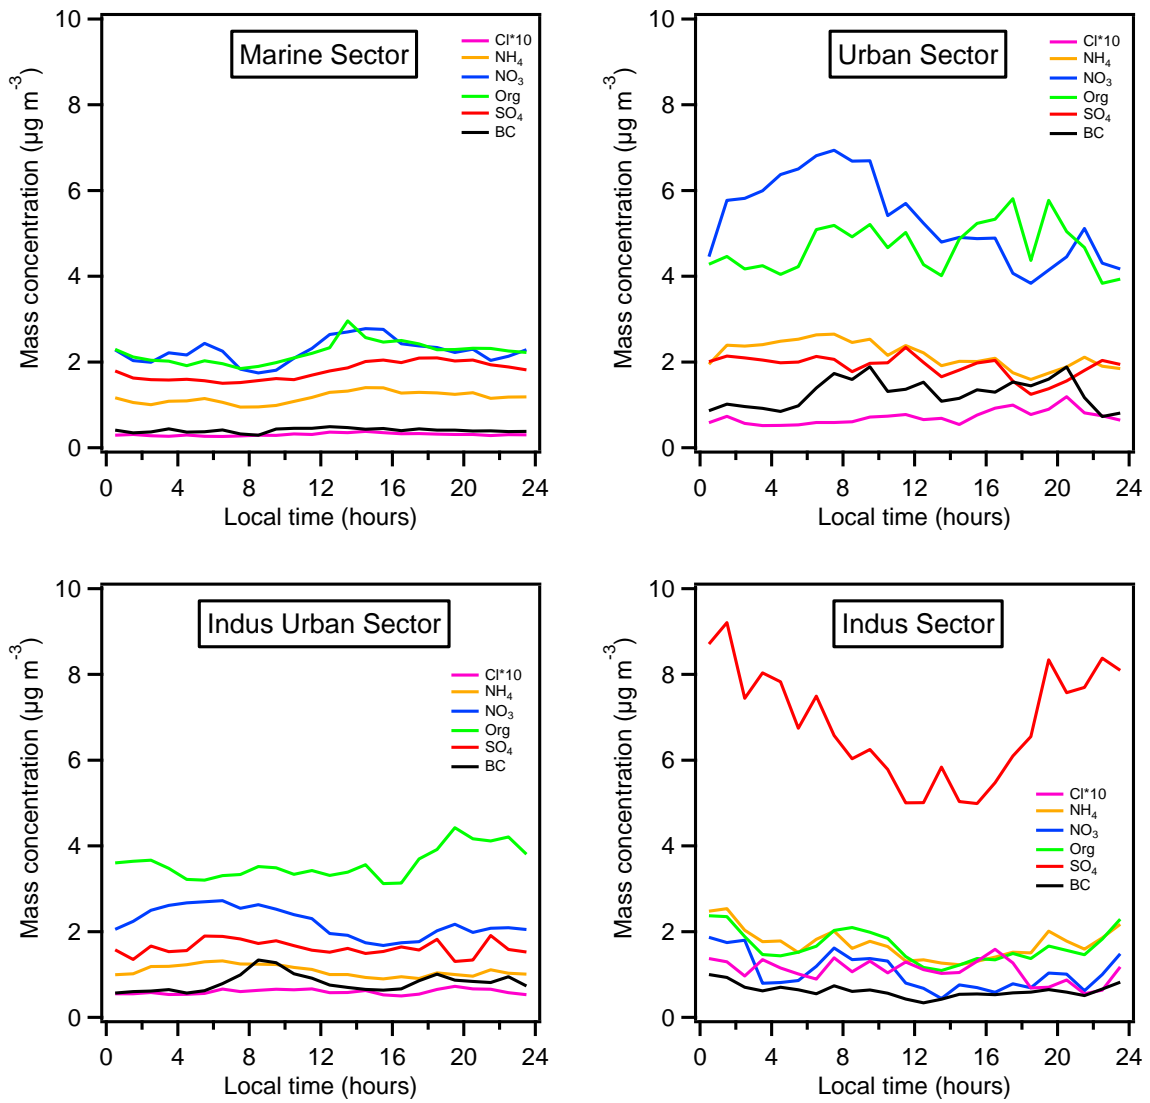 Marine Sector
Cl*10
NH4
NO3
Org
SO4
BC
Mass concentration (µg m-3)
10
8
6
4
2
0
0 4 8 12 16 20 24
Local time (hours)
Urban Sector
Cl*10
NH4
NO3
Org
SO4
BC
Mass concentration (µg m-3)
10
8
6
4
2
0
0 4 8 12 16 20 24
Local time (hours)
Indus Urban Sector
Cl*10
NH4
NO3
Org
SO4
BC
Mass concentration (µg m-3)
10
8
6
4
2
0
0 4 8 12 16 20 24
Local time (hours)
Indus Sector
Cl*10
NH4
NO3
Org
SO4
BC
Mass concentration (µg m-3)
10
8
6
4
2
0
0 4 8 12 16 20 24
Local time (hours)